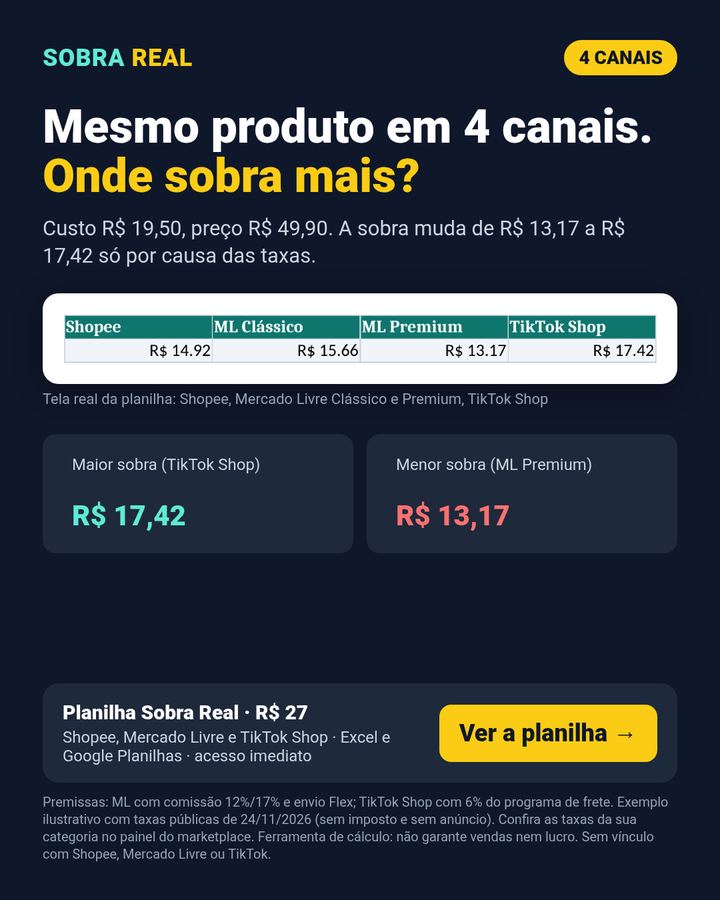 SOBRA REAL
4 CANAIS
Mesmo produto em 4 canais.
Onde sobra mais?
Custo R$ 19,50, preço R$ 49,90. A sobra muda de R$ 13,17 a R$
17,42 só por causa das taxas.
Shopee ML Clássico ML Premium TikTok Shop
R$ 14.92 R$ 15.66 R$ 13.17 R$ 17.42
Tela real da planilha: Shopee, Mercado Livre Clássico e Premium, TikTok Shop
Maior sobra (TikTok Shop)
R$ 17,42
Menor sobra (ML Premium)
R$ 13,17
Planilha Sobra Real · R$ 27
Shopee, Mercado Livre e TikTok Shop · Excel e
Google Planilhas · acesso imediato
Ver a planilha →
Premissas: ML com comissão 12%/17% e envio Flex; TikTok Shop com 6% do programa de frete. Exemplo
ilustrativo com taxas públicas de 24/11/2026 (sem imposto e sem anúncio). Confira as taxas da sua
categoria no painel do marketplace. Ferramenta de cálculo: não garante vendas nem lucro. Sem vínculo
com Shopee, Mercado Livre ou TikTok.